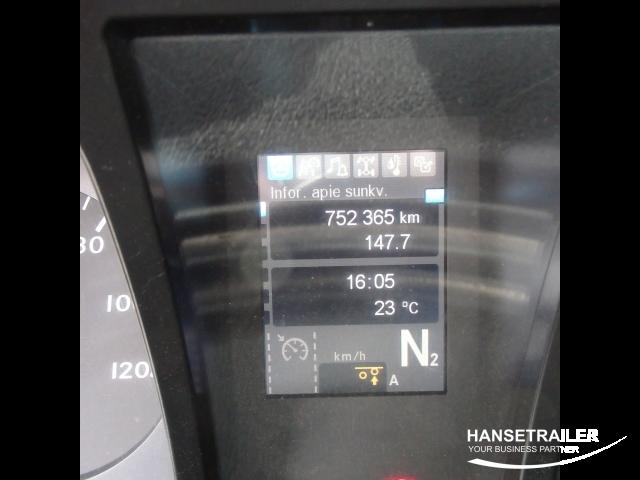 Infor. apie sunkv.
752 365 km
147.7
16:05
23 °C
km/h
N2
A
80
120
HANSETRAILER
YOUR BUSINESS PARTNER